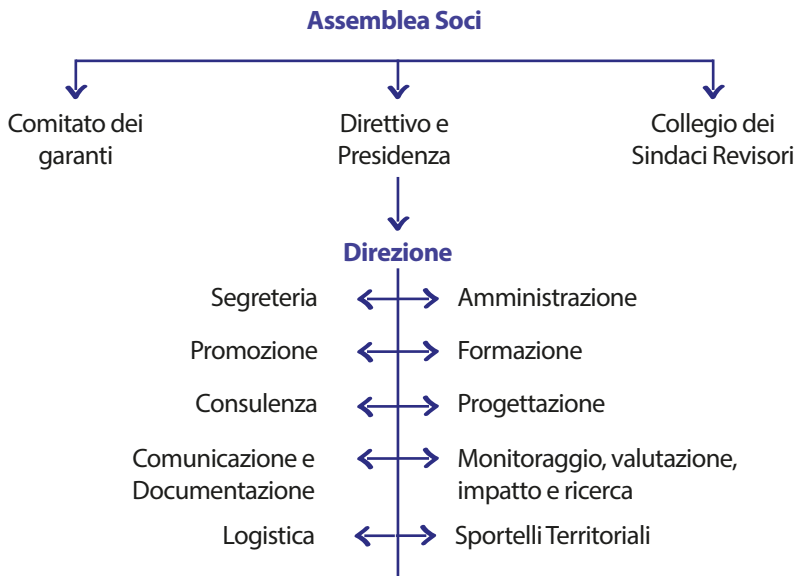 Assemblea Soci
Comitato dei
garanti
Direttivo e
Presidenza
Collegio dei
Sindaci Revisori
Direzione
Segreteria
Amministrazione
Promozione
Formazione
Consulenza
Progettazione
Comunicazione e
Documentazione
Monitoraggio, valutazione,
impatto e ricerca
Logistica
Sportelli Territoriali